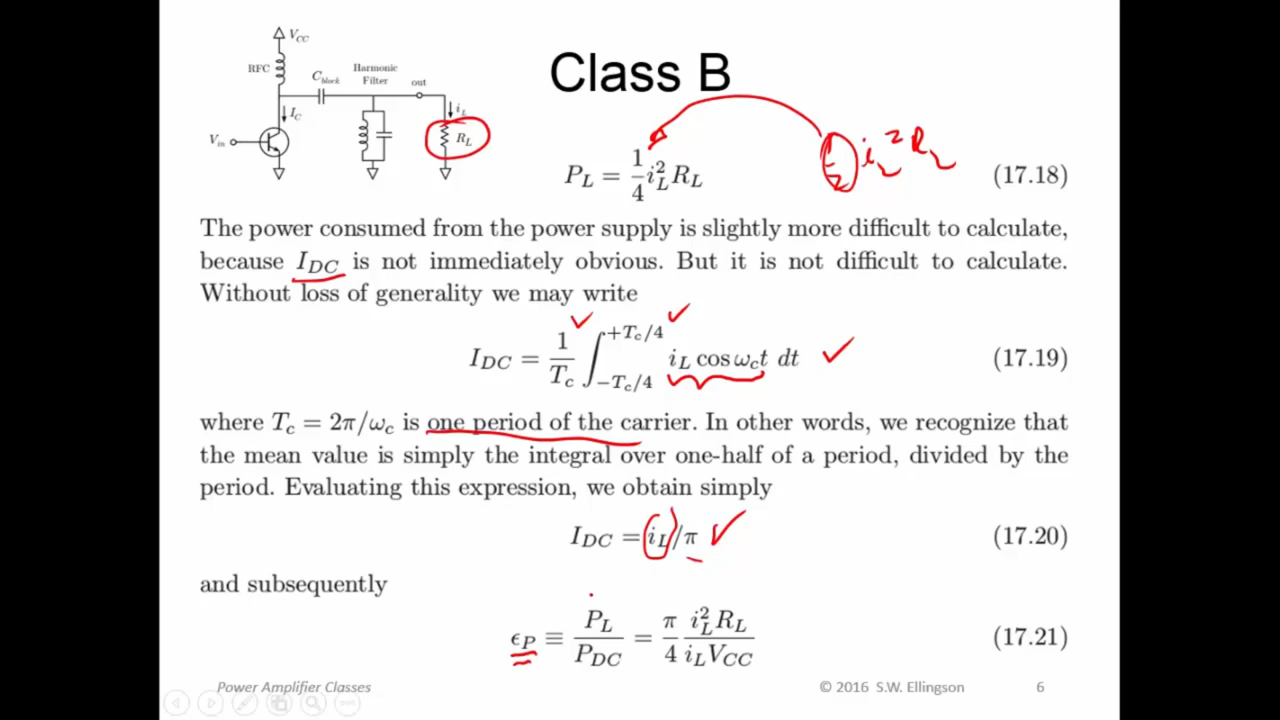 V_CC
RFC
C_block
Harmonic
Filter
out
I_C
i_L
V_in
R_L
Class B
P_L = 1/4 i_L^2 R_L (17.18)
1/2 i_L^2 R_L
The power consumed from the power supply is slightly more difficult to calculate,
because I_DC is not immediately obvious. But it is not difficult to calculate.
Without loss of generality we may write
I_DC = 1/T_c ∫_{−T_c/4}^{+T_c/4} i_L cos ω_c t dt (17.19)
where T_c = 2π/ω_c is one period of the carrier. In other words, we recognize that
the mean value is simply the integral over one-half of a period, divided by the
period. Evaluating this expression, we obtain simply
I_DC = i_L/π (17.20)
and subsequently
ϵ_P ≡ P_L/P_DC = π/4 i_L^2 R_L/i_L V_CC (17.21)
Power Amplifier Classes © 2016 S.W. Ellingson 6